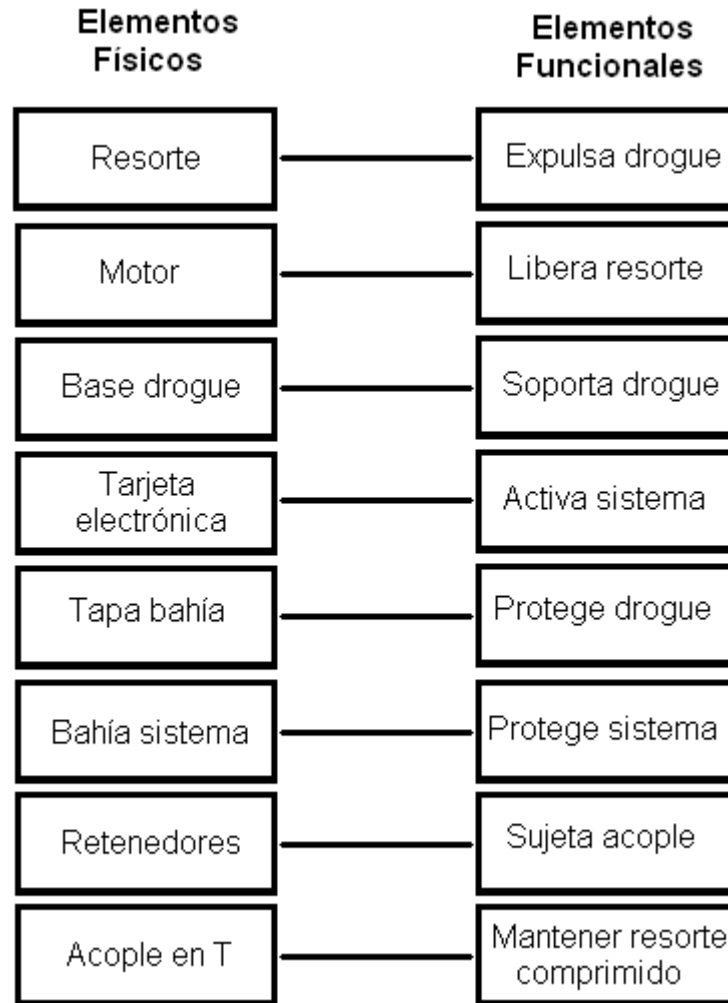 Elementos
Físicos
Elementos
Funcionales
Resorte
Expulsa drogue
Motor
Libera resorte
Base drogue
Soporta drogue
Tarjeta
electrónica
Activa sistema
Tapa bahía
Protege drogue
Bahía sistema
Protege sistema
Retenedores
Sujeta acople
Acople en T
Mantener resorte
comprimido